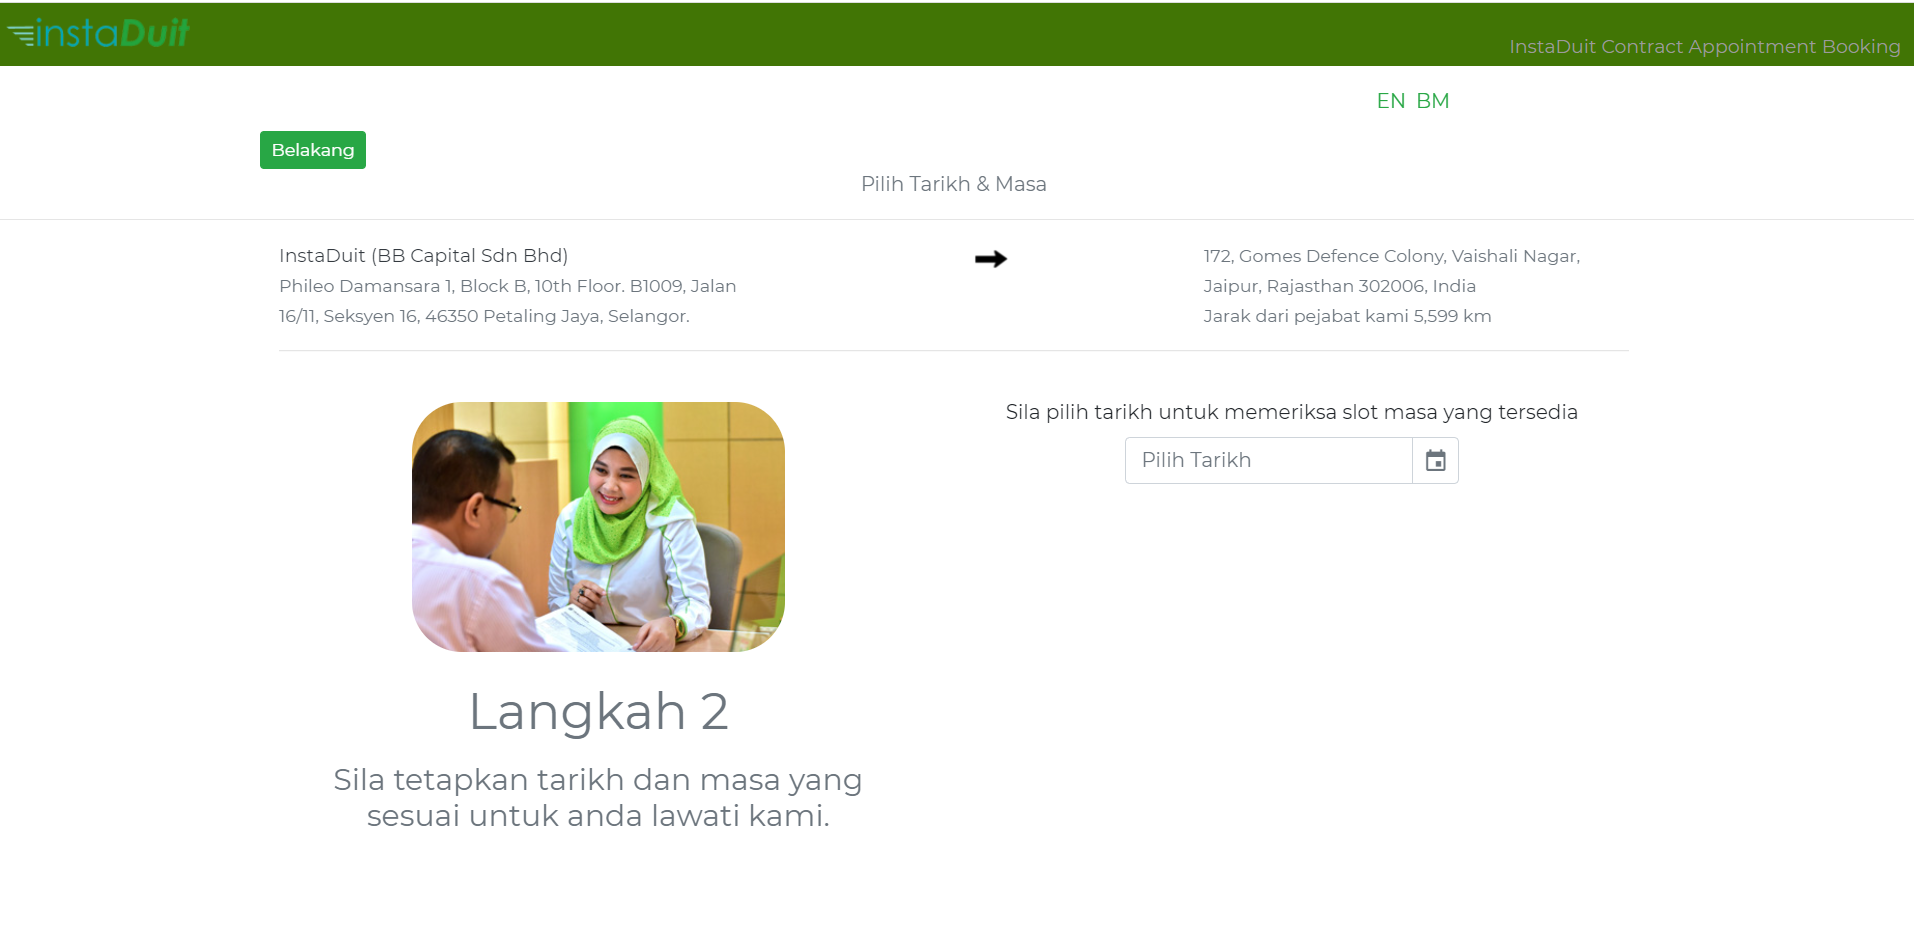 instaDuit
InstaDuit Contract Appointment Booking
EN BM
Belakang
Pilih Tarikh & Masa
InstaDuit (BB Capital Sdn Bhd)
Phileo Damansara 1, Block B, 10th Floor. B1009, Jalan
16/11, Seksyen 16, 46350 Petaling Jaya, Selangor.
172, Gomes Defence Colony, Vaishali Nagar,
Jaipur, Rajasthan 302006, India
Jarak dari pejabat kami 5,599 km
Langkah 2
Sila tetapkan tarikh dan masa yang
sesuai untuk anda lawati kami.
Sila pilih tarikh untuk memeriksa slot masa yang tersedia
Pilih Tarikh